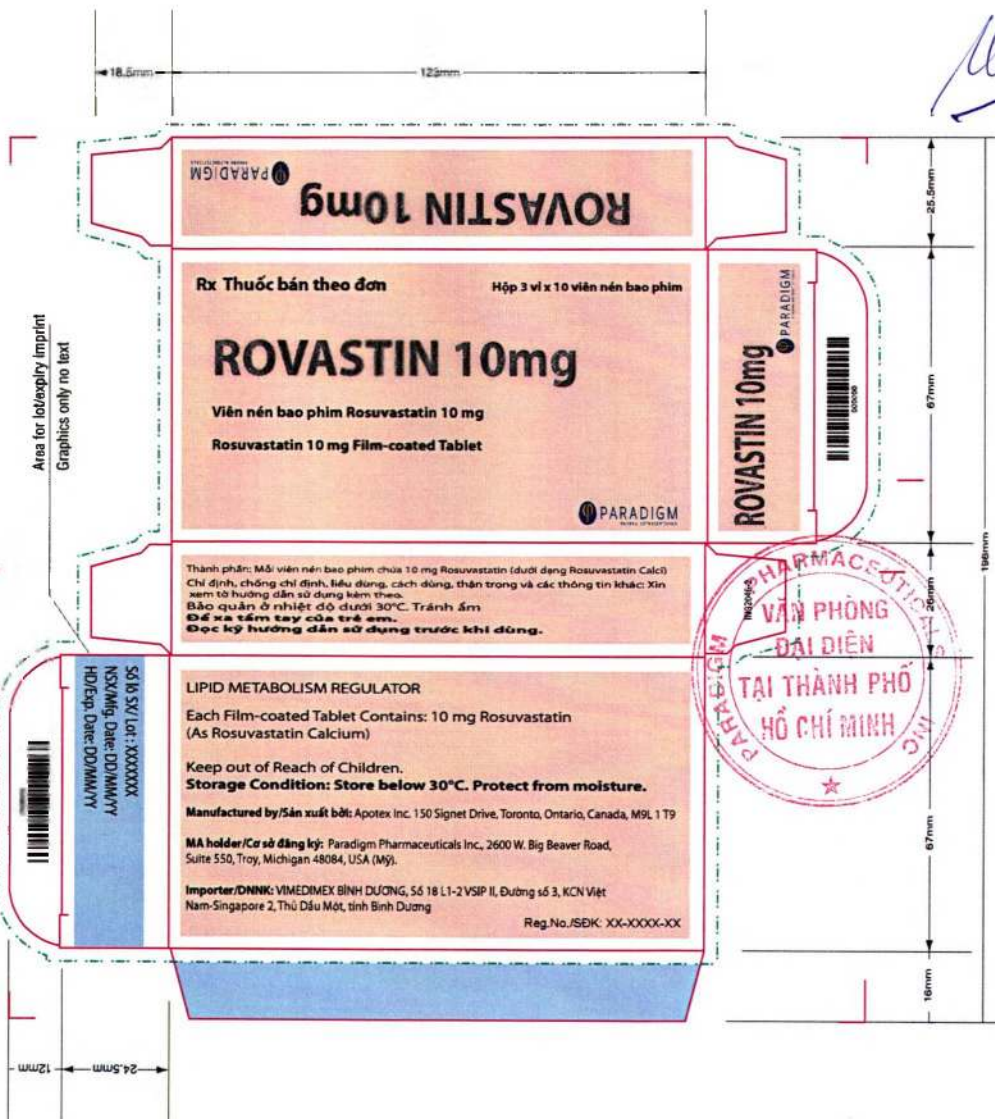 18.5mm
123mm
PARADIGM
ROVASTIN 10mg
25.5mm
Area for lot/expiry imprint
Graphics only no text
Rx Thuốc bán theo đơn
Hộp 3 vỉ x 10 viên nén bao phim
ROVASTIN 10mg
Viên nén bao phim Rosuvastatin 10 mg
Rosuvastatin 10 mg Film-coated Tablet
PARADIGM
ROVASTIN 10mg
PARADIGM
67mm
198mm
Thành phần: Mỗi viên nén bao phim chứa 10 mg Rosuvastatin (dưới dạng Rosuvastatin Calci)
Chỉ định, chống chỉ định, liều dùng, cách dùng, thận trọng và các thông tin khác: Xin
xem tờ hướng dẫn sử dụng kèm theo.
Bảo quản ở nhiệt độ dưới 30°C. Tránh ẩm
Để xa tầm tay của trẻ em.
Đọc kỹ hướng dẫn sử dụng trước khi dùng.
26mm
PARADIGM PHARMACEUTICALS INC
VĂN PHÒNG
ĐẠI DIỆN
TẠI THÀNH PHỐ
HỒ CHÍ MINH
Số lô SX/ Lot : XXXXXXX
NSX/Mfg. Date: DD/MM/YY
HD/Exp. Date: DD/MM/YY
LIPID METABOLISM REGULATOR
Each Film-coated Tablet Contains: 10 mg Rosuvastatin
(As Rosuvastatin Calcium)
Keep out of Reach of Children.
Storage Condition: Store below 30°C. Protect from moisture.
Manufactured by/Sản xuất bởi: Apotex Inc. 150 Signet Drive, Toronto, Ontario, Canada, M9L 1T9
MA holder/Cơ sở đăng ký: Paradigm Pharmaceuticals Inc., 2600 W. Big Beaver Road,
Suite 550, Troy, Michigan 48084, USA (Mỹ).
Importer/DNNK: VIMEDIMEX BÌNH DƯƠNG, Số 18 L1-2 VSIP II, Đường số 3, KCN Việt
Nam-Singapore 2, Thủ Dầu Một, tỉnh Bình Dương
Reg.No./SĐK: XX-XXXX-XX
67mm
16mm
12mm
24.5mm